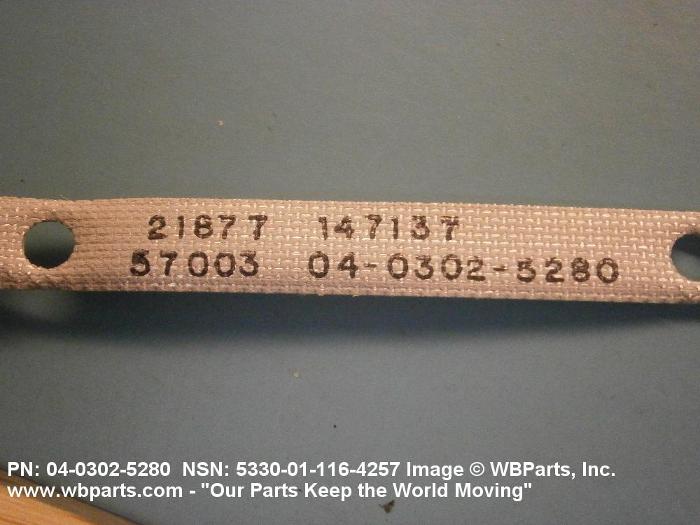 21877 147137
57003 04-0302-5280
PN: 04-0302-5280 NSN: 5330-01-116-4257 Image © WBParts, Inc.
www.wbparts.com - "Our Parts Keep the World Moving"